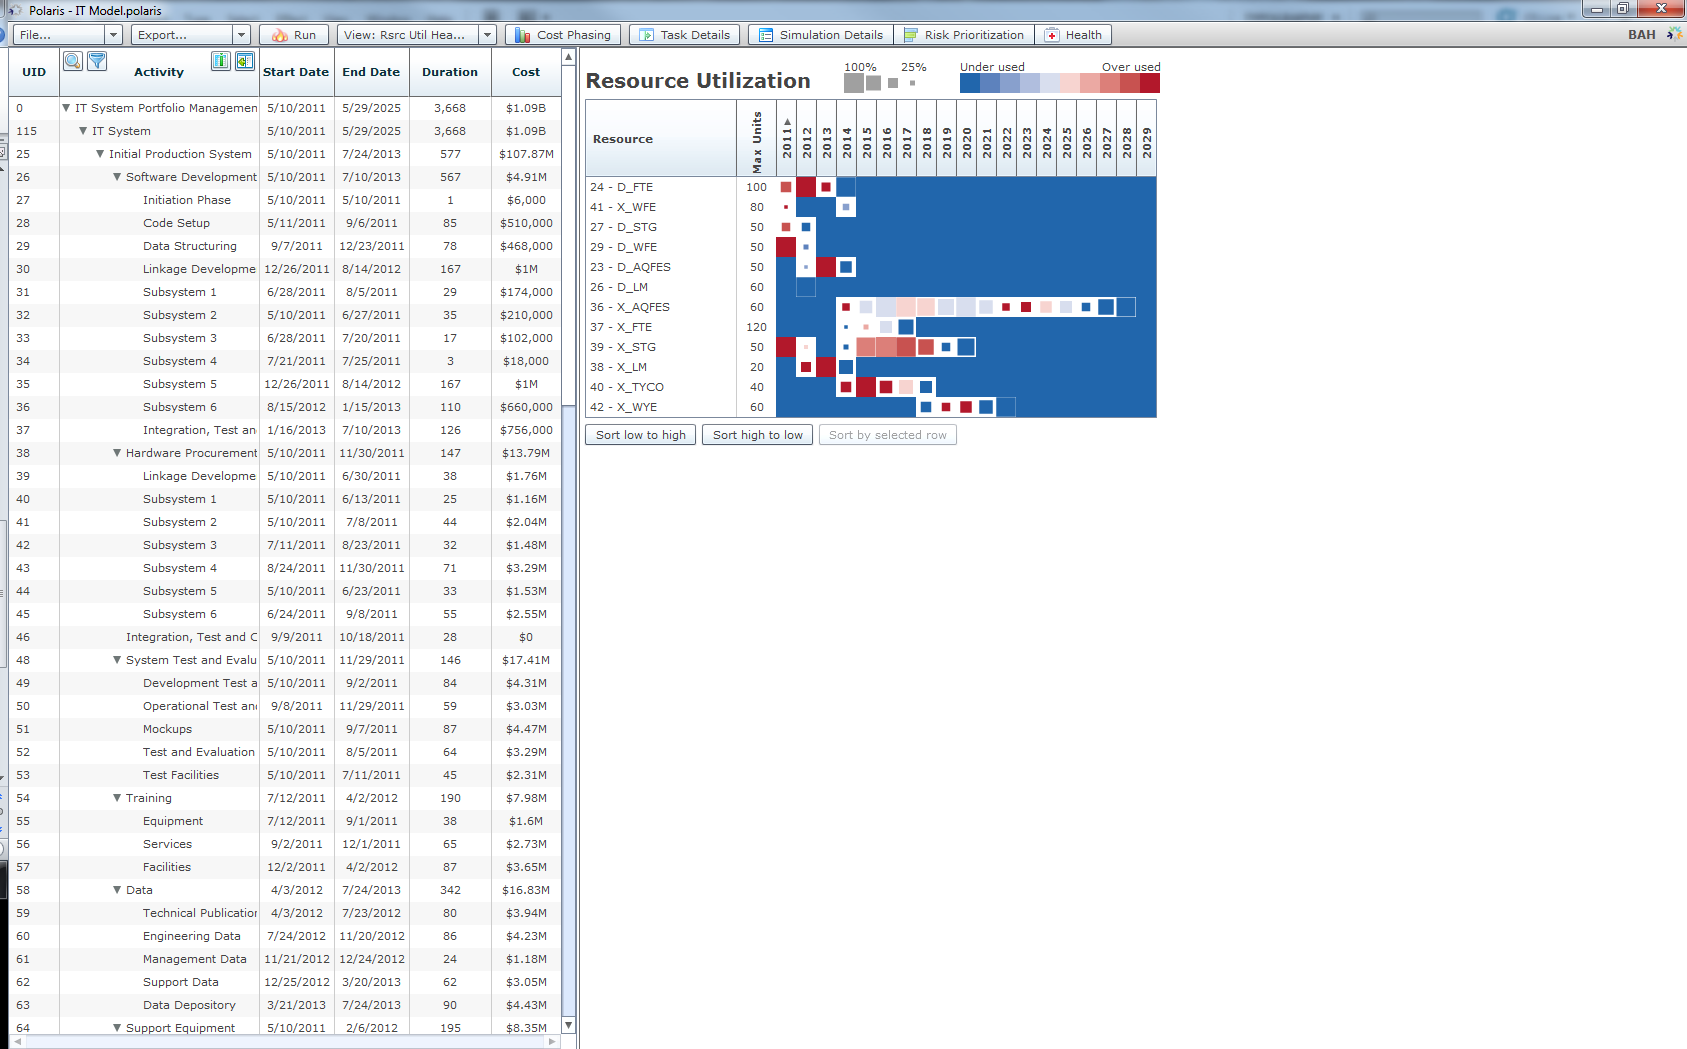 Polaris - IT Model.polaris
File... Export... Run View: Rsrc Util Hea... Cost Phasing Task Details Simulation Details Risk Prioritization Health BAH
UID Activity Start Date End Date Duration Cost
0 IT System Portfolio Managemen 5/10/2011 5/29/2025 3,668 $1.09B
115 IT System 5/10/2011 5/29/2025 3,668 $1.09B
25 Initial Production System 5/10/2011 7/24/2013 577 $107.87M
26 Software Development 5/10/2011 7/10/2013 567 $4.91M
27 Initiation Phase 5/10/2011 5/10/2011 1 $6,000
28 Code Setup 5/11/2011 9/6/2011 85 $510,000
29 Data Structuring 9/7/2011 12/23/2011 78 $468,000
30 Linkage Developme 12/26/2011 8/14/2012 167 $1M
31 Subsystem 1 6/28/2011 8/5/2011 29 $174,000
32 Subsystem 2 5/10/2011 6/27/2011 35 $210,000
33 Subsystem 3 6/28/2011 7/20/2011 17 $102,000
34 Subsystem 4 7/21/2011 7/25/2011 3 $18,000
35 Subsystem 5 12/26/2011 8/14/2012 167 $1M
36 Subsystem 6 8/15/2012 1/15/2013 110 $660,000
37 Integration, Test an 1/16/2013 7/10/2013 126 $756,000
38 Hardware Procurement 5/10/2011 11/30/2011 147 $13.79M
39 Linkage Developme 5/10/2011 6/30/2011 38 $1.76M
40 Subsystem 1 5/10/2011 6/13/2011 25 $1.16M
41 Subsystem 2 5/10/2011 7/8/2011 44 $2.04M
42 Subsystem 3 7/11/2011 8/23/2011 32 $1.48M
43 Subsystem 4 8/24/2011 11/30/2011 71 $3.29M
44 Subsystem 5 5/10/2011 6/23/2011 33 $1.53M
45 Subsystem 6 6/24/2011 9/8/2011 55 $2.55M
46 Integration, Test and C 9/9/2011 10/18/2011 28 $0
48 System Test and Evalu 5/10/2011 11/29/2011 146 $17.41M
49 Development Test a 5/10/2011 9/2/2011 84 $4.31M
50 Operational Test and 9/8/2011 11/29/2011 59 $3.03M
51 Mockups 5/10/2011 9/7/2011 87 $4.47M
52 Test and Evaluation 5/10/2011 8/5/2011 64 $3.29M
53 Test Facilities 5/10/2011 7/11/2011 45 $2.31M
54 Training 7/12/2011 4/2/2012 190 $7.98M
55 Equipment 7/12/2011 9/1/2011 38 $1.6M
56 Services 9/2/2011 12/1/2011 65 $2.73M
57 Facilities 12/2/2011 4/2/2012 87 $3.65M
58 Data 4/3/2012 7/24/2013 342 $16.83M
59 Technical Publication 4/3/2012 7/23/2012 80 $3.94M
60 Engineering Data 7/24/2012 11/20/2012 86 $4.23M
61 Management Data 11/21/2012 12/24/2012 24 $1.18M
62 Support Data 12/25/2012 3/20/2013 62 $3.05M
63 Data Depository 3/21/2013 7/24/2013 90 $4.43M
64 Support Equipment 5/10/2011 2/6/2012 195 $8.35M
Resource Utilization
100% 25% Under used Over used
Resource Max Units 2011 2012 2013 2014 2015 2016 2017 2018 2019 2020 2021 2022 2023 2024 2025 2026 2027 2028 2029
24 - D_FTE 100
41 - X_WFE 80
27 - D_STG 50
29 - D_WFE 50
23 - D_AQFES 50
26 - D_LM 60
36 - X_AQFES 60
37 - X_FTE 120
39 - X_STG 50
38 - X_LM 20
40 - X_TYCO 40
42 - X_WYE 60
Sort low to high Sort high to low Sort by selected row